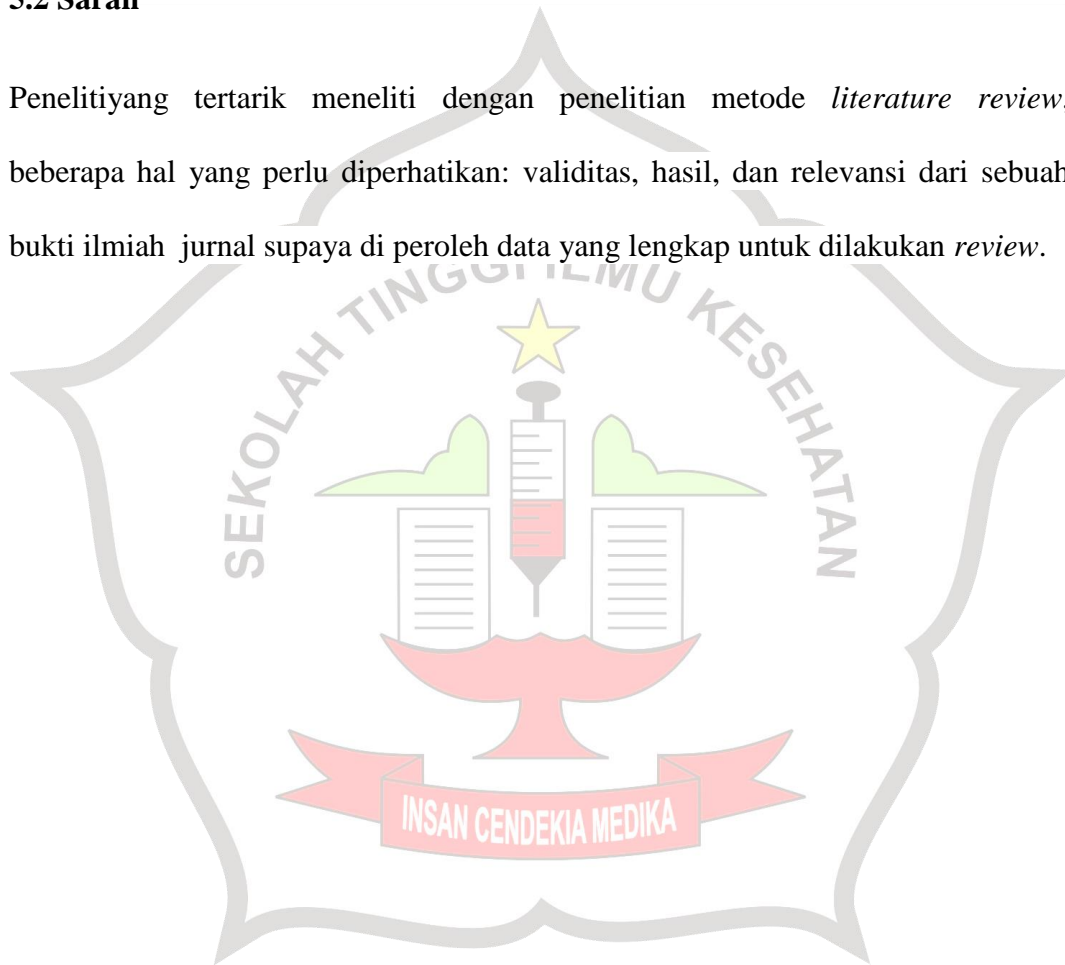 5.2 Saran
Penelitiyang tertarik meneliti dengan penelitian metode literature review,
beberapa hal yang perlu diperhatikan: validitas, hasil, dan relevansi dari sebuah
bukti ilmiah jurnal supaya di peroleh data yang lengkap untuk dilakukan review.
SEKOLAH TINGGI ILMU KESEHATAN
INSAN CENDEKIA MEDIKA